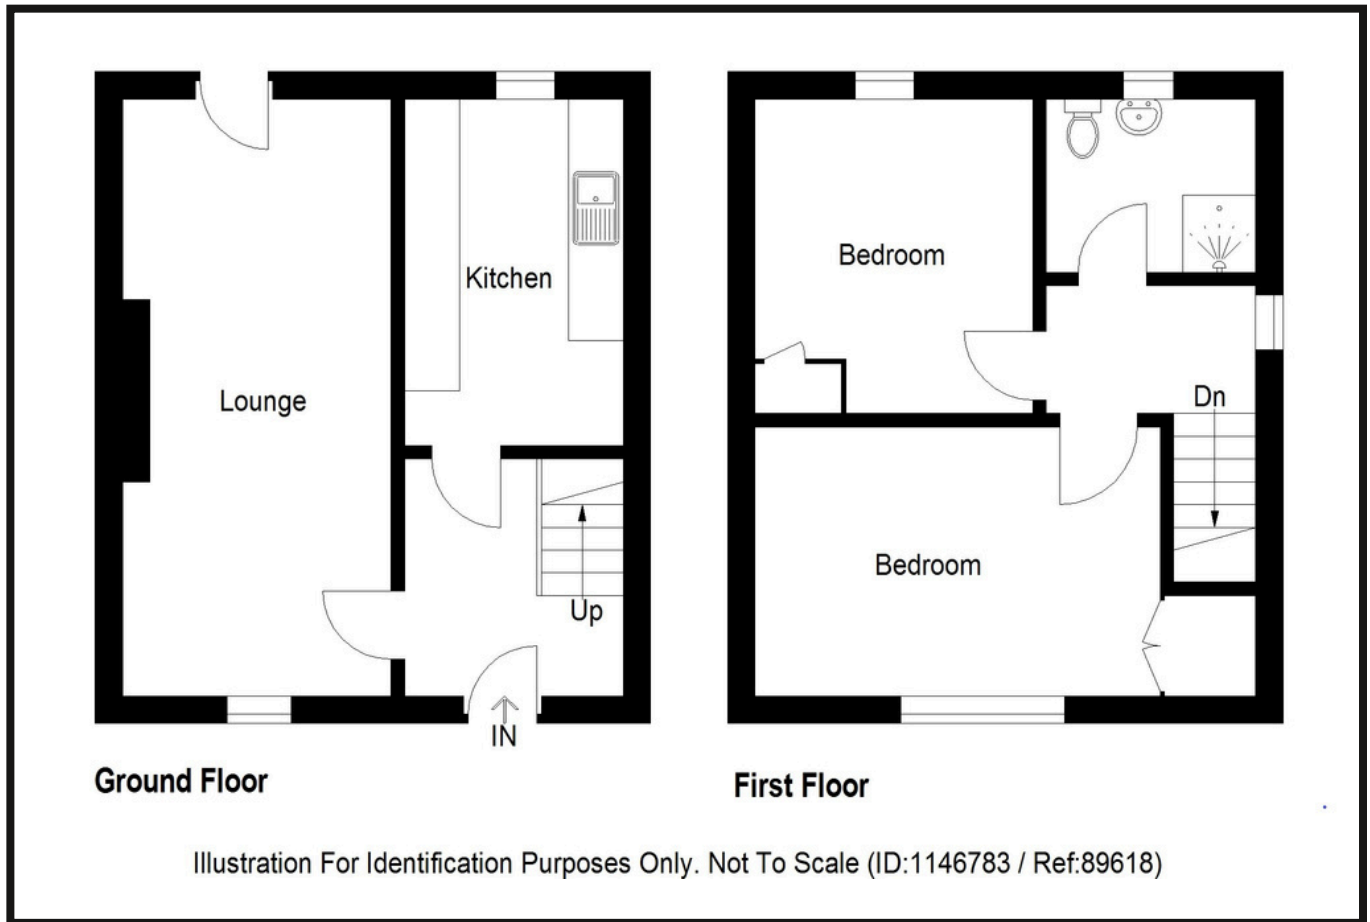 Lounge
Kitchen
Up
IN
Ground Floor
Bedroom
Dn
Bedroom
First Floor
Illustration For Identification Purposes Only. Not To Scale (ID:1146783 / Ref:89618)